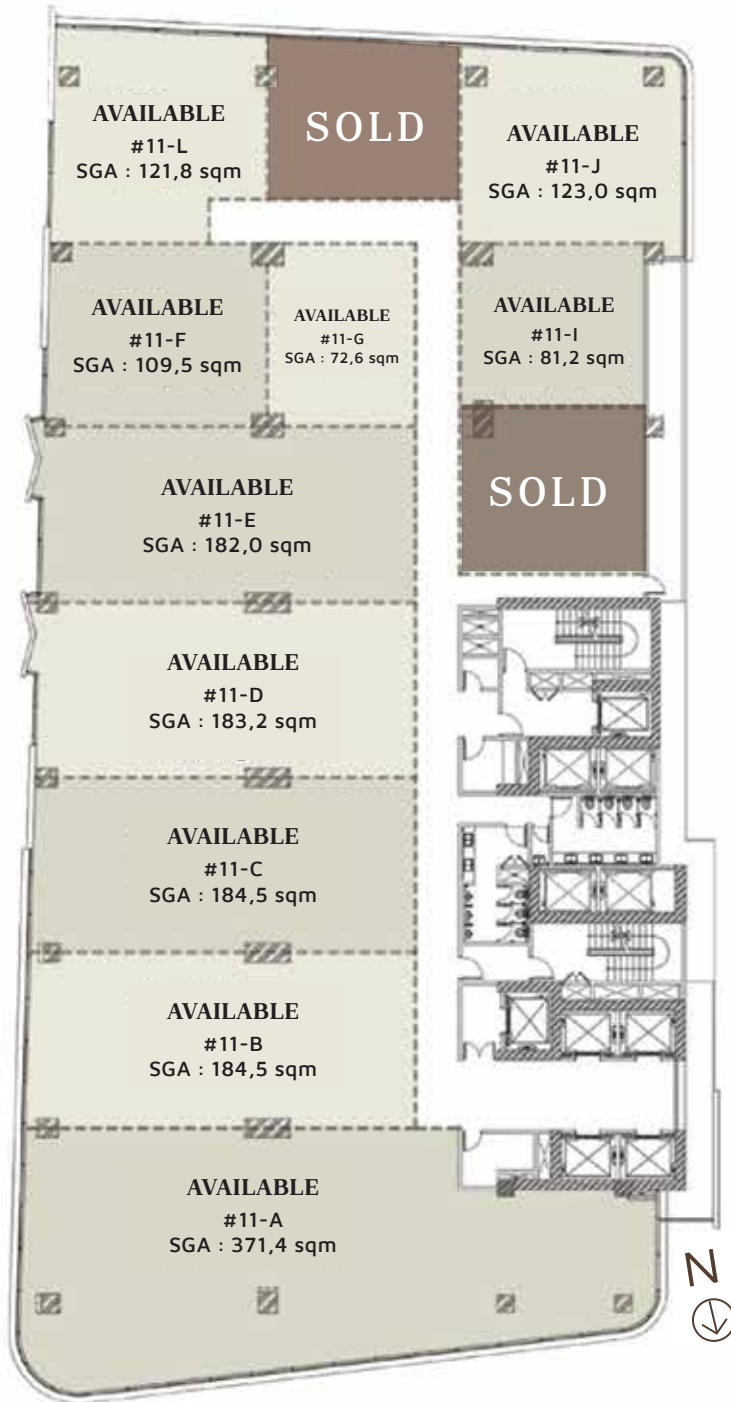 AVAILABLE
#11-L
SGA : 121,8 sqm
SOLD
AVAILABLE
#11-J
SGA : 123,0 sqm
AVAILABLE
#11-F
SGA : 109,5 sqm
AVAILABLE
#11-G
SGA : 72,6 sqm
AVAILABLE
#11-I
SGA : 81,2 sqm
SOLD
AVAILABLE
#11-E
SGA : 182,0 sqm
AVAILABLE
#11-D
SGA : 183,2 sqm
AVAILABLE
#11-C
SGA : 184,5 sqm
AVAILABLE
#11-B
SGA : 184,5 sqm
AVAILABLE
#11-A
SGA : 371,4 sqm
N